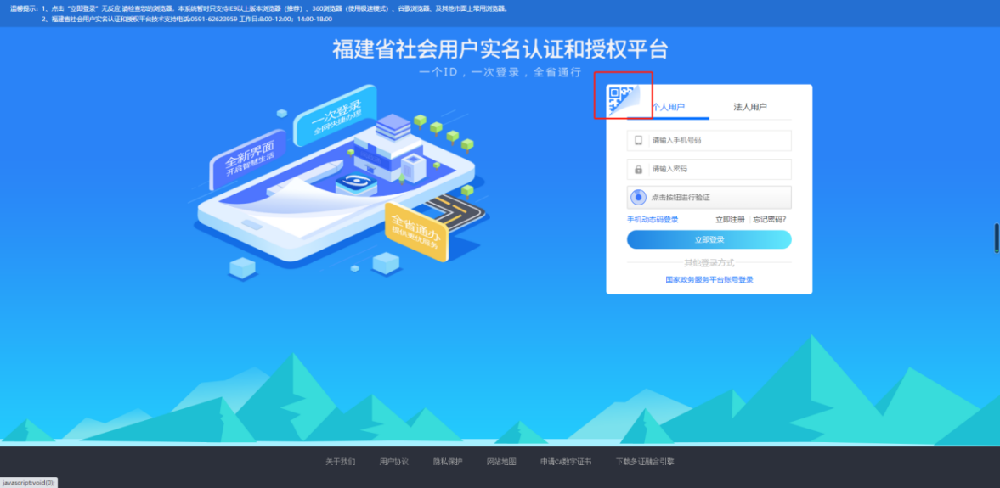 温馨提示：1、点击“立即登录”无反应,请检查您的浏览器。本系统暂时只支持IE9以上版本浏览器（推荐）、360浏览器（使用极速模式）、谷歌浏览器、及其他市面上常用浏览器。
2、福建省社会用户实名认证和授权平台技术支持电话:0591-62623959 工作日:8:00-12:00；14:00-18:00
福建省社会用户实名认证和授权平台
一个ID，一次登录，全省通行
一次登录
全网快捷办理
全新界面
开启智慧生活
全省通办
提供更优服务
个人用户
法人用户
请输入手机号码
请输入密码
点击按钮进行验证
手机动态码登录 立即注册 忘记密码?
立即登录
其他登录方式
国家政务服务平台账号登录
关于我们 用户协议 隐私保护 网站地图 申请CA数字证书 下载多证融合引擎
javascript:void(0);